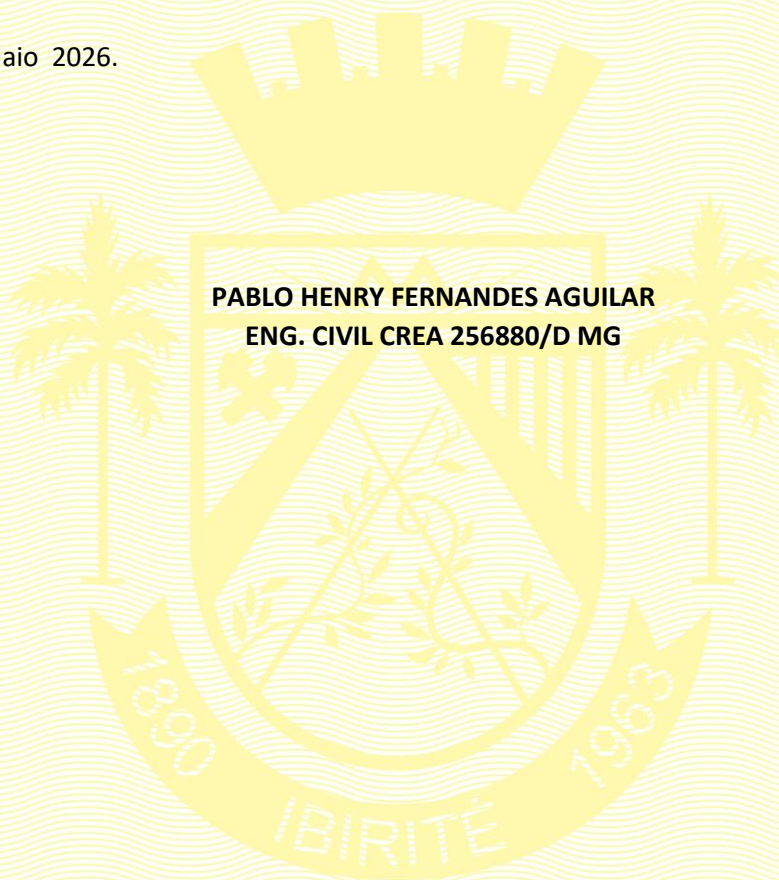 aio 2026.
PABLO HENRY FERNANDES AGUILAR
ENG. CIVIL CREA 256880/D MG
1890 IBIRITÉ 1963